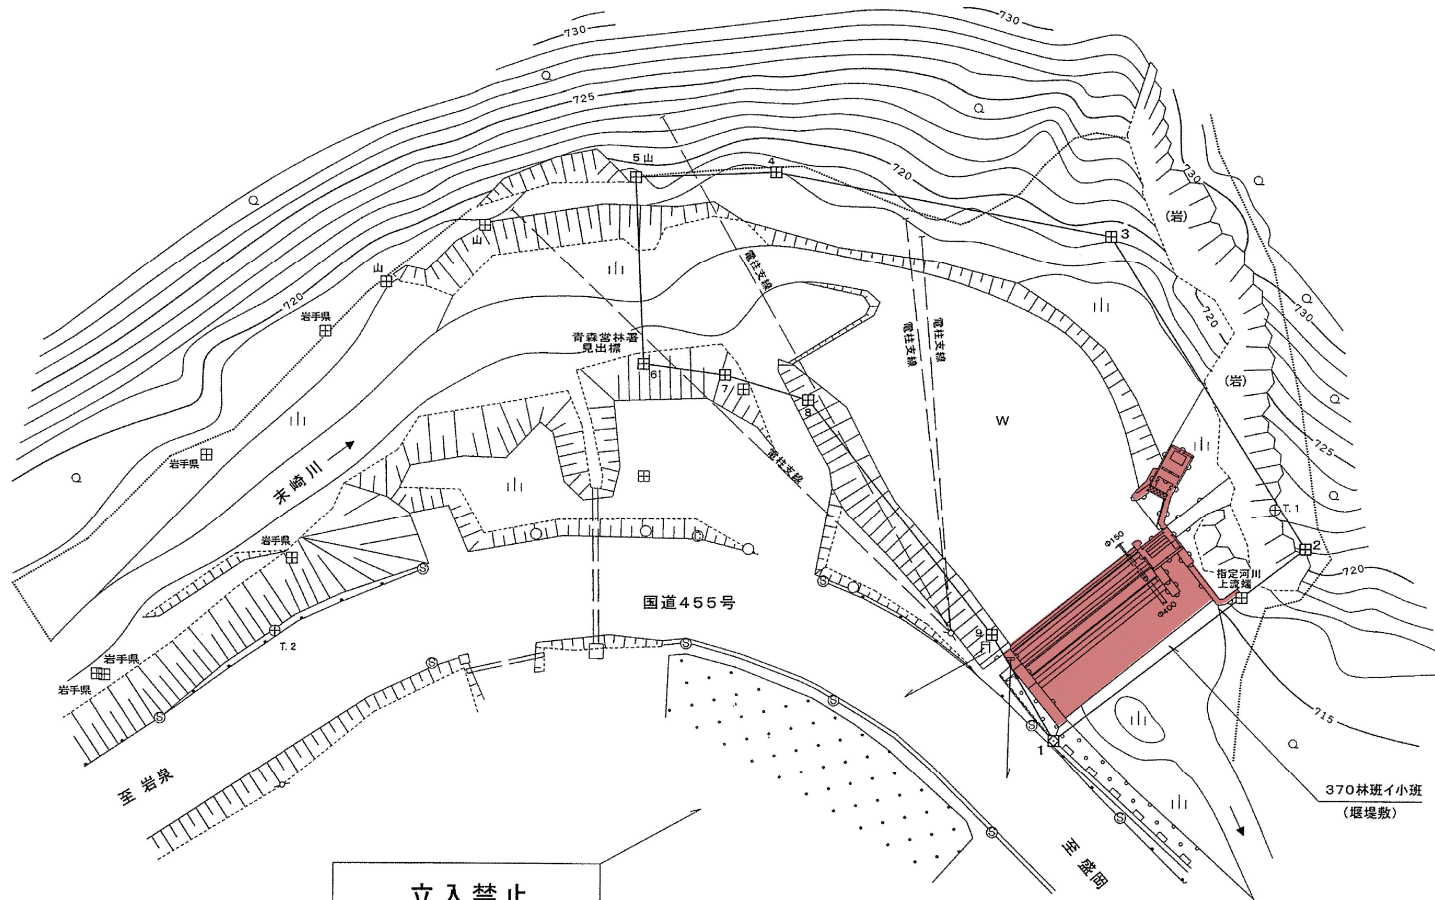 730
730
725
5山
4
720
730
(岩)
3
山
山
720
岩手県
電柱支線
電柱支線
電柱支線
720
730
青森営林署
見出標
6
7
8
(岩)
W
725
岩手県
末崎川
電柱支線
T.1
Φ150
2
岩手県
指定河川
上流端
720
Φ400
国道455号
T.2
9
岩手県
岩手県
715
1
至岩泉
370林班イ小班
(堰堤敷)
至盛岡
立入禁止